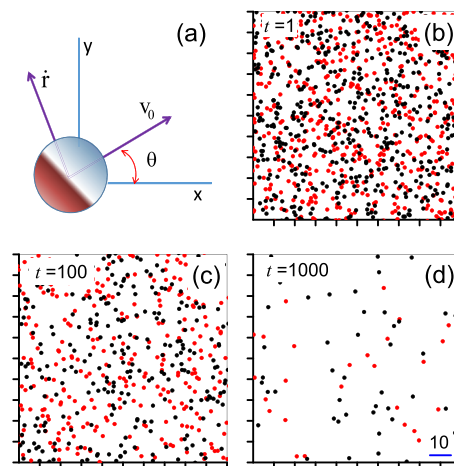 (a)
y
ṙ
v₀
θ
x
(b)
t =1
(c)
t =100
(d)
t =1000
10